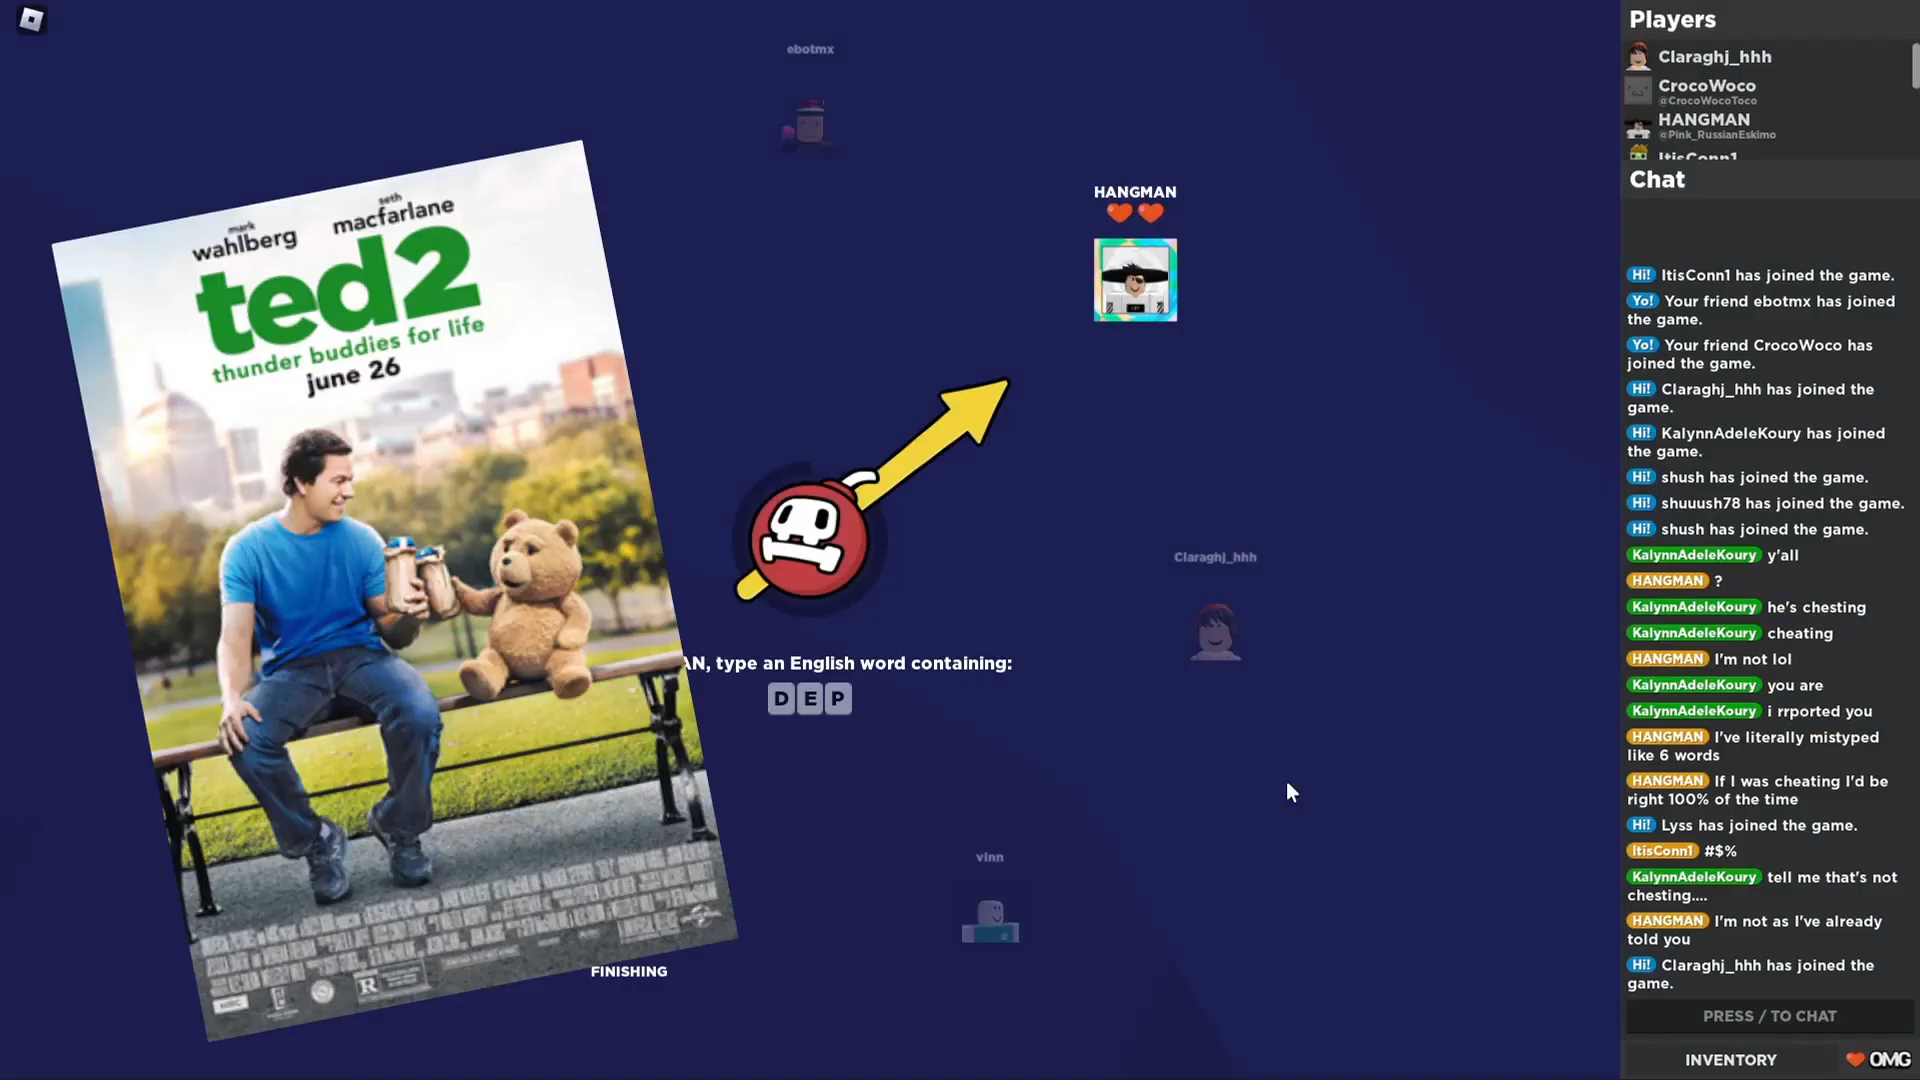 ebotmx
HANGMAN
mark
wahlberg
seth
macfarlane
ted2
thunder buddies for life
june 26
R
Claraghj_hhh
AN, type an English word containing:
D E P
vinn
FINISHING
Players
Claraghj_hhh
CrocoWoco
@CrocoWocoToco
HANGMAN
@Pink_RussianEskimo
ItisConn1
Chat
Hi! ItisConn1 has joined the game.
Yo! Your friend ebotmx has joined
the game.
Yo! Your friend CrocoWoco has
joined the game.
Hi! Claraghj_hhh has joined the
game.
Hi! KalynnAdeleKoury has joined
the game.
Hi! shush has joined the game.
Hi! shuuush78 has joined the game.
Hi! shush has joined the game.
KalynnAdeleKoury y'all
HANGMAN ?
KalynnAdeleKoury he's chesting
KalynnAdeleKoury cheating
HANGMAN I'm not lol
KalynnAdeleKoury you are
KalynnAdeleKoury i rrported you
HANGMAN I've literally mistyped
like 6 words
HANGMAN If I was cheating I'd be
right 100% of the time
Hi! Lyss has joined the game.
ItisConn1 #$%
KalynnAdeleKoury tell me that's not
chesting....
HANGMAN I'm not as I've already
told you
Hi! Claraghj_hhh has joined the
game.
PRESS / TO CHAT
INVENTORY
OMG